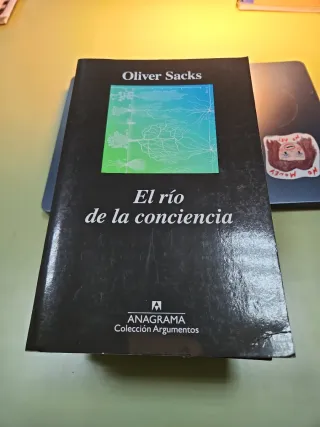 Oliver Sacks
El río
de la conciencia
ANAGRAMA
Colección Argumentos